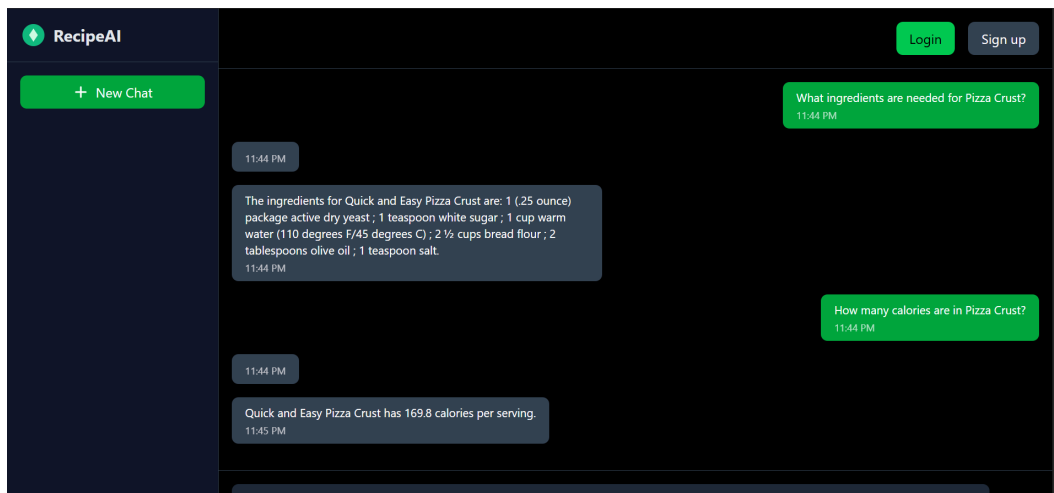 RecipeAI
Login
Sign up
+ New Chat
What ingredients are needed for Pizza Crust?
11:44 PM
11:44 PM
The ingredients for Quick and Easy Pizza Crust are: 1 (.25 ounce)
package active dry yeast ; 1 teaspoon white sugar ; 1 cup warm
water (110 degrees F/45 degrees C) ; 2 ½ cups bread flour ; 2
tablespoons olive oil ; 1 teaspoon salt.
11:44 PM
How many calories are in Pizza Crust?
11:44 PM
11:44 PM
Quick and Easy Pizza Crust has 169.8 calories per serving.
11:45 PM